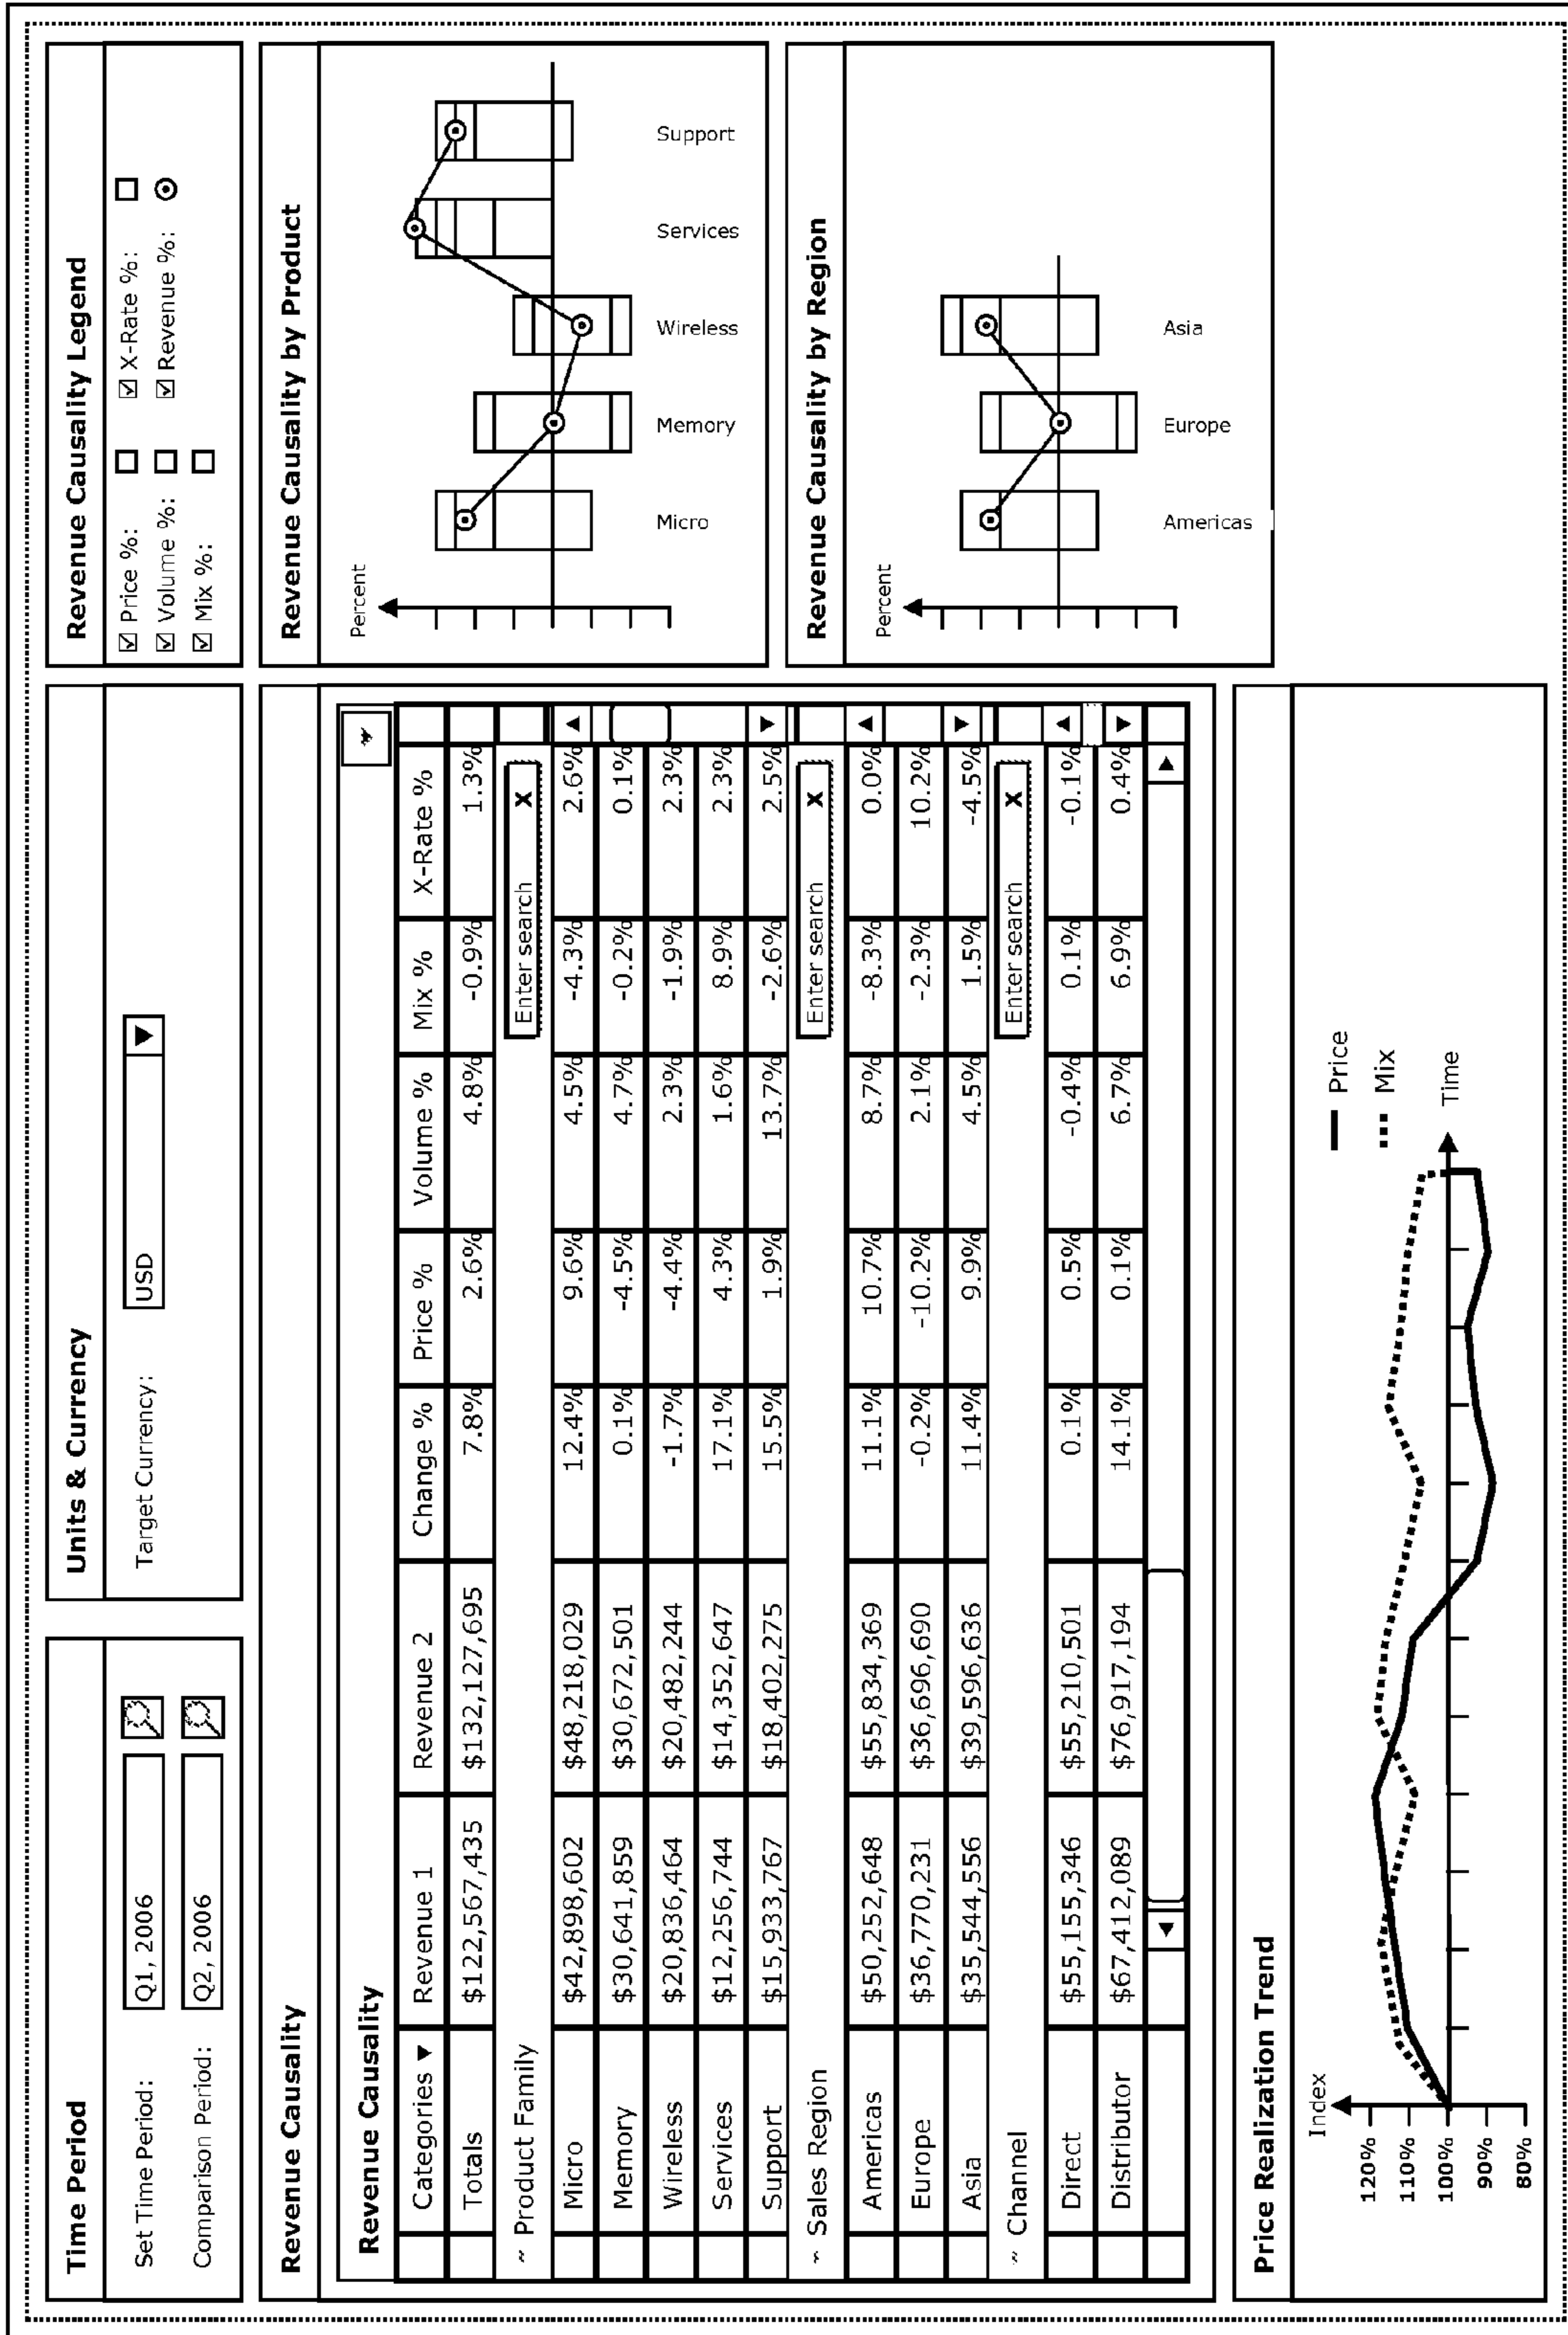 Time Period
Set Time Period: Q1, 2006
Comparison Period: Q2, 2006
Units & Currency
Target Currency: USD ▼
Revenue Causality Legend
☑ Price %: ☐ ☑ X-Rate %: ☐
☑ Volume %: ☐ ☑ Revenue %:
☑ Mix %: ☐
Revenue Causality
Revenue Causality
Categories ▼ Revenue 1 Revenue 2 Change % Price % Volume % Mix % X-Rate %
Totals $122,567,435 $132,127,695 7.8% 2.6% 4.8% -0.9% 1.3%
~ Product Family Enter search X
Micro $42,898,602 $48,218,029 12.4% 9.6% 4.5% -4.3% 2.6%
Memory $30,641,859 $30,672,501 0.1% -4.5% 4.7% -0.2% 0.1%
Wireless $20,836,464 $20,482,244 -1.7% -4.4% 2.3% -1.9% 2.3%
Services $12,256,744 $14,352,647 17.1% 4.3% 1.6% 8.9% 2.3%
Support $15,933,767 $18,402,275 15.5% 1.9% 13.7% -2.6% 2.5%
~ Sales Region Enter search X
Americas $50,252,648 $55,834,369 11.1% 10.7% 8.7% -8.3% 0.0%
Europe $36,770,231 $36,696,690 -0.2% -10.2% 2.1% -2.3% 10.2%
Asia $35,544,556 $39,596,636 11.4% 9.9% 4.5% 1.5% -4.5%
~ Channel Enter search X
Direct $55,155,346 $55,210,501 0.1% 0.5% -0.4% 0.1% -0.1%
Distributor $67,412,089 $76,917,194 14.1% 0.1% 6.7% 6.9% 0.4%
Revenue Causality by Product
Percent
Micro Memory Wireless Services Support
Revenue Causality by Region
Percent
Americas Europe Asia
Price Realization Trend
Index
120%
110%
100%
90%
80%
Price
Mix
Time